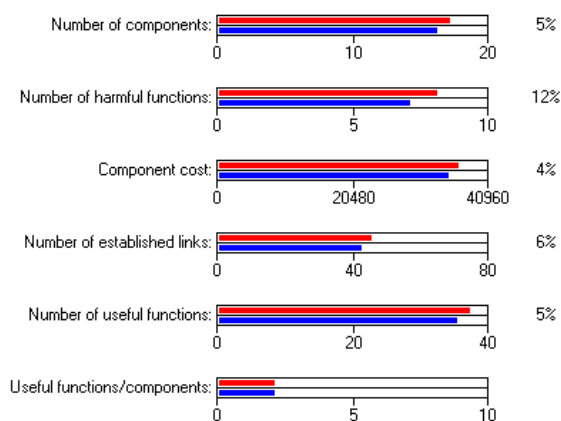 Number of components: 5%
0 10 20
Number of harmful functions: 12%
0 5 10
Component cost: 4%
0 20480 40960
Number of established links: 6%
0 40 80
Number of useful functions: 5%
0 20 40
Useful functions/components:
0 5 10